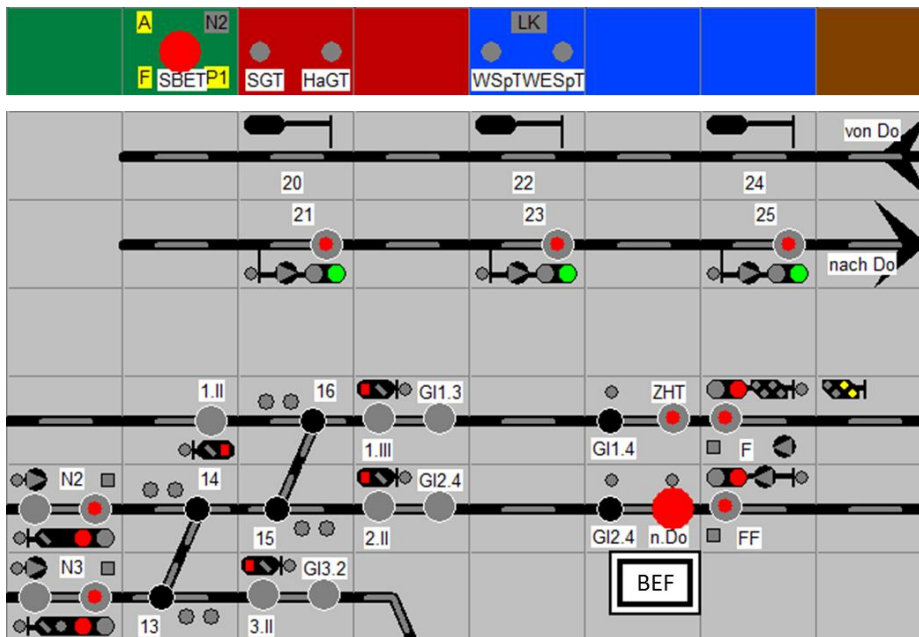 A N2 LK
F SBET P1 SGT HaGT WSpT WESpT
von Do
20 22 24
21 23 25
nach Do
1.II 16 Gl1.3 ZHT
1.III Gl1.4 F
N2 14 Gl2.4
15 2.II Gl2.4 n.Do FF
N3 Gl3.2 BEF
13 3.II